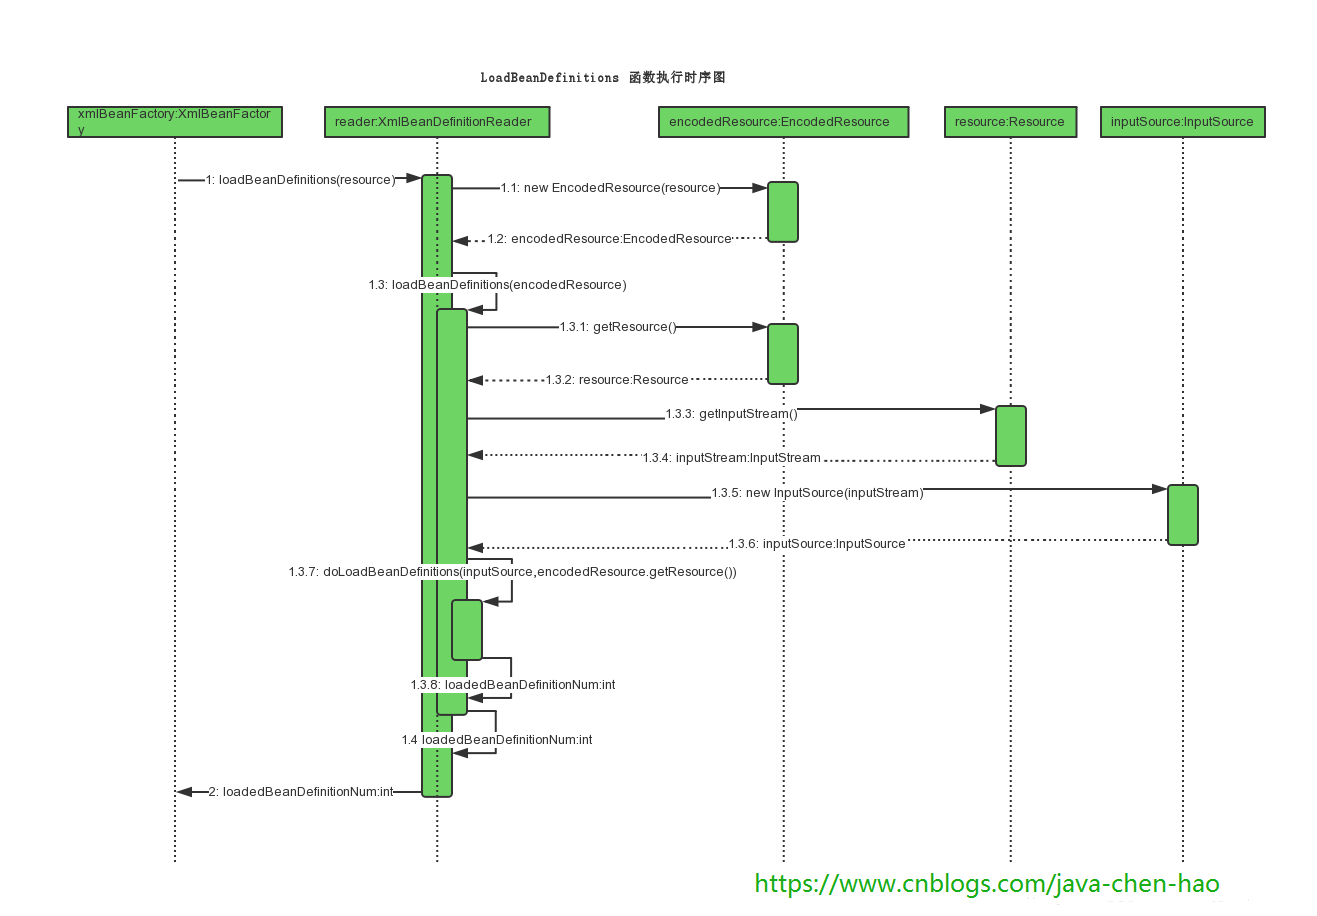 LoadBeanDefinitions 函数执行时序图
xmlBeanFactory:XmlBeanFactor
y
reader:XmlBeanDefinitionReader
encodedResource:EncodedResource
resource:Resource
inputSource:InputSource
1: loadBeanDefinitions(resource)
1.1: new EncodedResource(resource)
1.2: encodedResource:EncodedResource
1.3: loadBeanDefinitions(encodedResource)
1.3.1: getResource()
1.3.2: resource:Resource
1.3.3: getInputStream()
1.3.4: inputStream:InputStream
1.3.5: new InputSource(inputStream)
1.3.6: inputSource:InputSource
1.3.7: doLoadBeanDefinitions(inputSource,encodedResource.getResource())
1.3.8: loadedBeanDefinitionNum:int
1.4 loadedBeanDefinitionNum:int
2: loadedBeanDefinitionNum:int
https://www.cnblogs.com/java-chen-hao